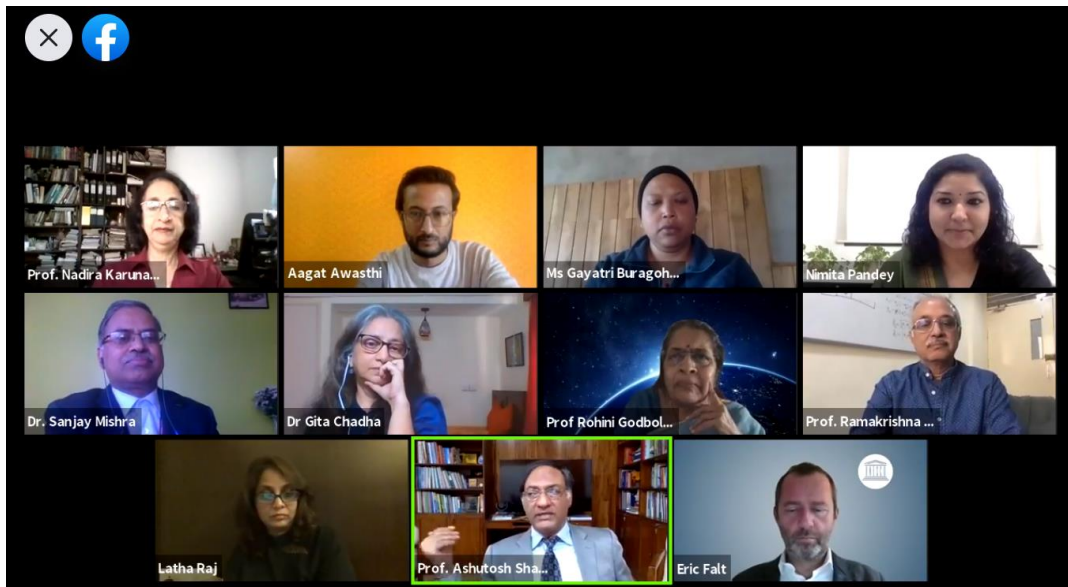 Prof. Nadira Karuna...
Aagat Awasthi
Ms Gayatri Buragoh...
Nimita Pandey
Dr. Sanjay Mishra
Dr Gita Chadha
Prof Rohini Godbol...
Prof. Ramakrishna ...
Latha Raj
Prof. Ashutosh Sha...
Eric Falt